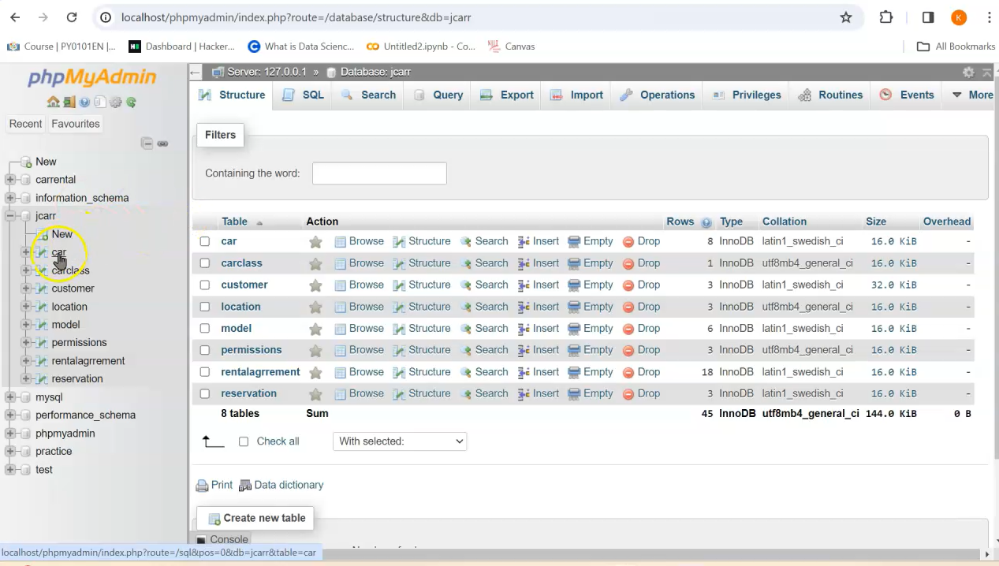 localhost/phpmyadmin/index.php?route=/database/structure&db=jcarr
K
Course | PY0101EN |...
Dashboard | Hacker...
What is Data Scienc...
Untitled2.ipynb - Co...
Canvas
All Bookmarks
phpMyAdmin
Recent Favourites
New
carrental
information_schema
jcarr
New
car
carclass
customer
location
model
permissions
rentalagrrement
reservation
mysql
performance_schema
phpmyadmin
practice
test
Server: 127.0.0.1 » Database: jcarr
Structure SQL Search Query Export Import Operations Privileges Routines Events More
Filters
Containing the word:
Table Action Rows Type Collation Size Overhead
car Browse Structure Search Insert Empty Drop 8 InnoDB latin1_swedish_ci 16.0 KiB -
carclass Browse Structure Search Insert Empty Drop 1 InnoDB utf8mb4_general_ci 16.0 KiB -
customer Browse Structure Search Insert Empty Drop 3 InnoDB latin1_swedish_ci 32.0 KiB -
location Browse Structure Search Insert Empty Drop 3 InnoDB utf8mb4_general_ci 16.0 KiB -
model Browse Structure Search Insert Empty Drop 6 InnoDB latin1_swedish_ci 16.0 KiB -
permissions Browse Structure Search Insert Empty Drop 3 InnoDB utf8mb4_general_ci 16.0 KiB -
rentalagrrement Browse Structure Search Insert Empty Drop 18 InnoDB latin1_swedish_ci 16.0 KiB -
reservation Browse Structure Search Insert Empty Drop 3 InnoDB latin1_swedish_ci 16.0 KiB -
8 tables Sum 45 InnoDB utf8mb4_general_ci 144.0 KiB 0 B
Check all With selected:
Print Data dictionary
Create new table
Console
localhost/phpmyadmin/index.php?route=/sql&pos=0&db=jcarr&table=car